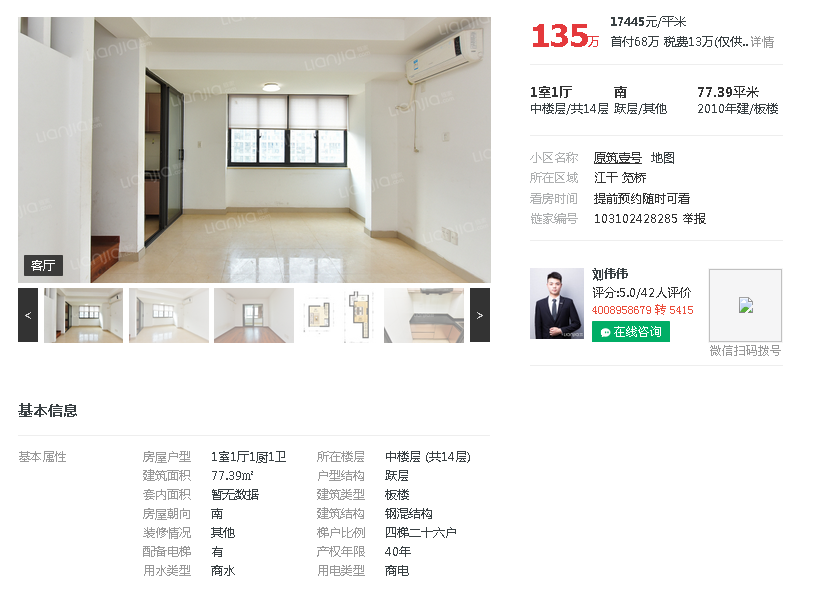 135万
17445元/平米
首付68万 税费13万(仅供..详情
1室1厅 南 77.39平米
中楼层/共14层 跃层/其他 2010年建/板楼
小区名称 原筑壹号 地图
所在区域 江干 笕桥
看房时间 提前预约随时可看
链家编号 103102428285 举报
lianjia
客厅
< >
刘伟伟
评分:5.0/42人评价
4008958679 转 5415
在线咨询
微信扫码拨号
基本信息
基本属性 房屋户型 1室1厅1厨1卫 所在楼层 中楼层 (共14层)
建筑面积 77.39㎡ 户型结构 跃层
套内面积 暂无数据 建筑类型 板楼
房屋朝向 南 建筑结构 钢混结构
装修情况 其他 梯户比例 四梯二十六户
配备电梯 有 产权年限 40年
用水类型 商水 用电类型 商电